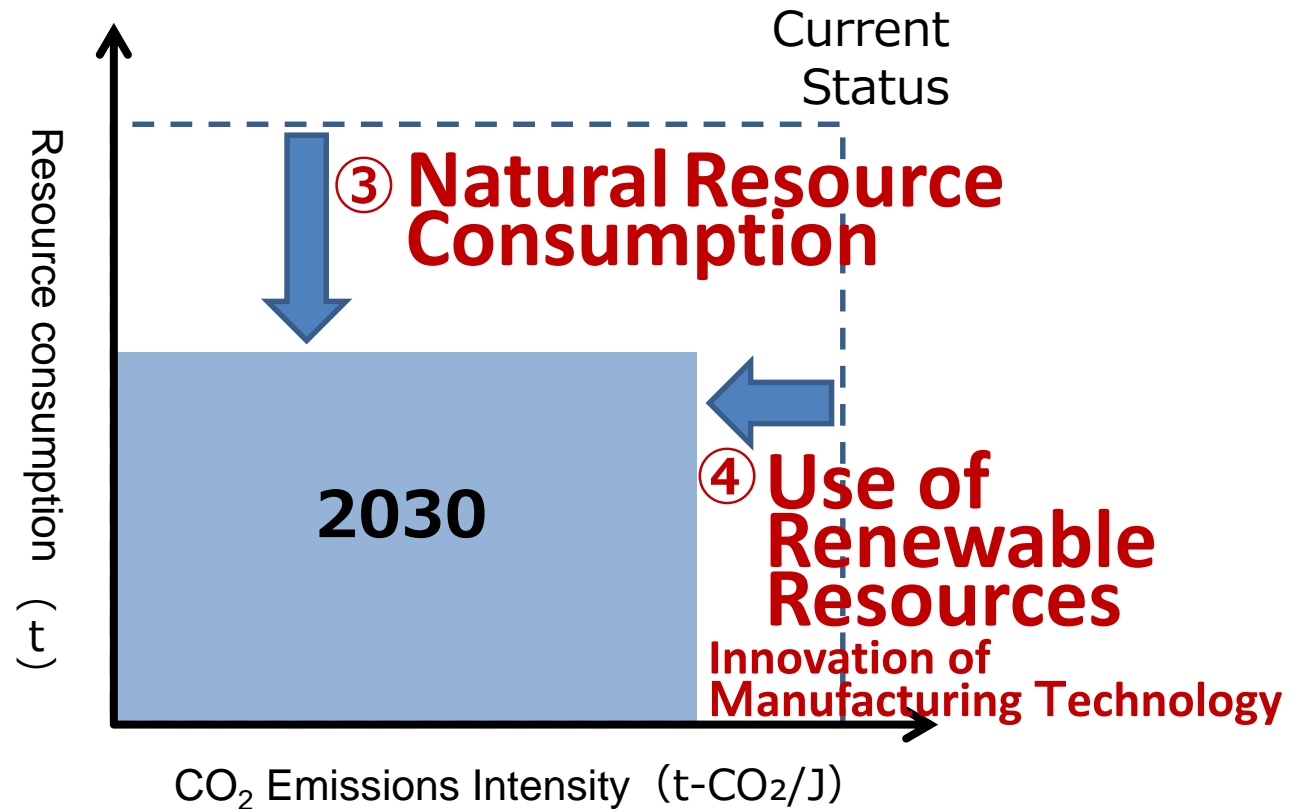 Current
Status
Resource consumption （t）
③ Natural Resource
Consumption
2030
④ Use of
Renewable
Resources
Innovation of
Manufacturing Technology
CO₂ Emissions Intensity（t-CO₂/J）